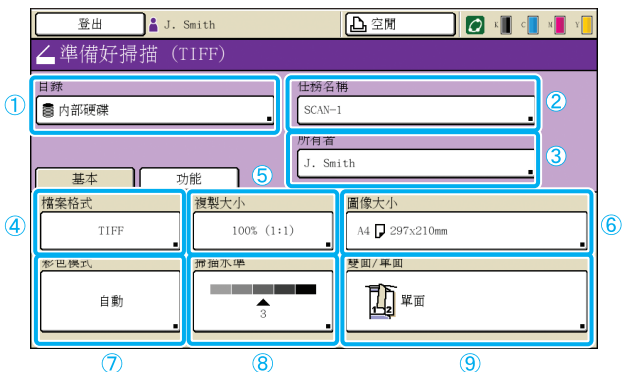 登出
J. Smith
空閒
K C M Y
準備好掃描 (TIFF)
目錄
內部硬碟
①
任務名稱
SCAN-1
②
所有者
J. Smith
③
基本
功能
⑤
檔案格式
TIFF
④
複製大小
100% (1:1)
圖像大小
A4 297x210mm
⑥
彩色模式
自動
掃描水準
3
雙面/單面
1 2
單面
⑦
⑧
⑨